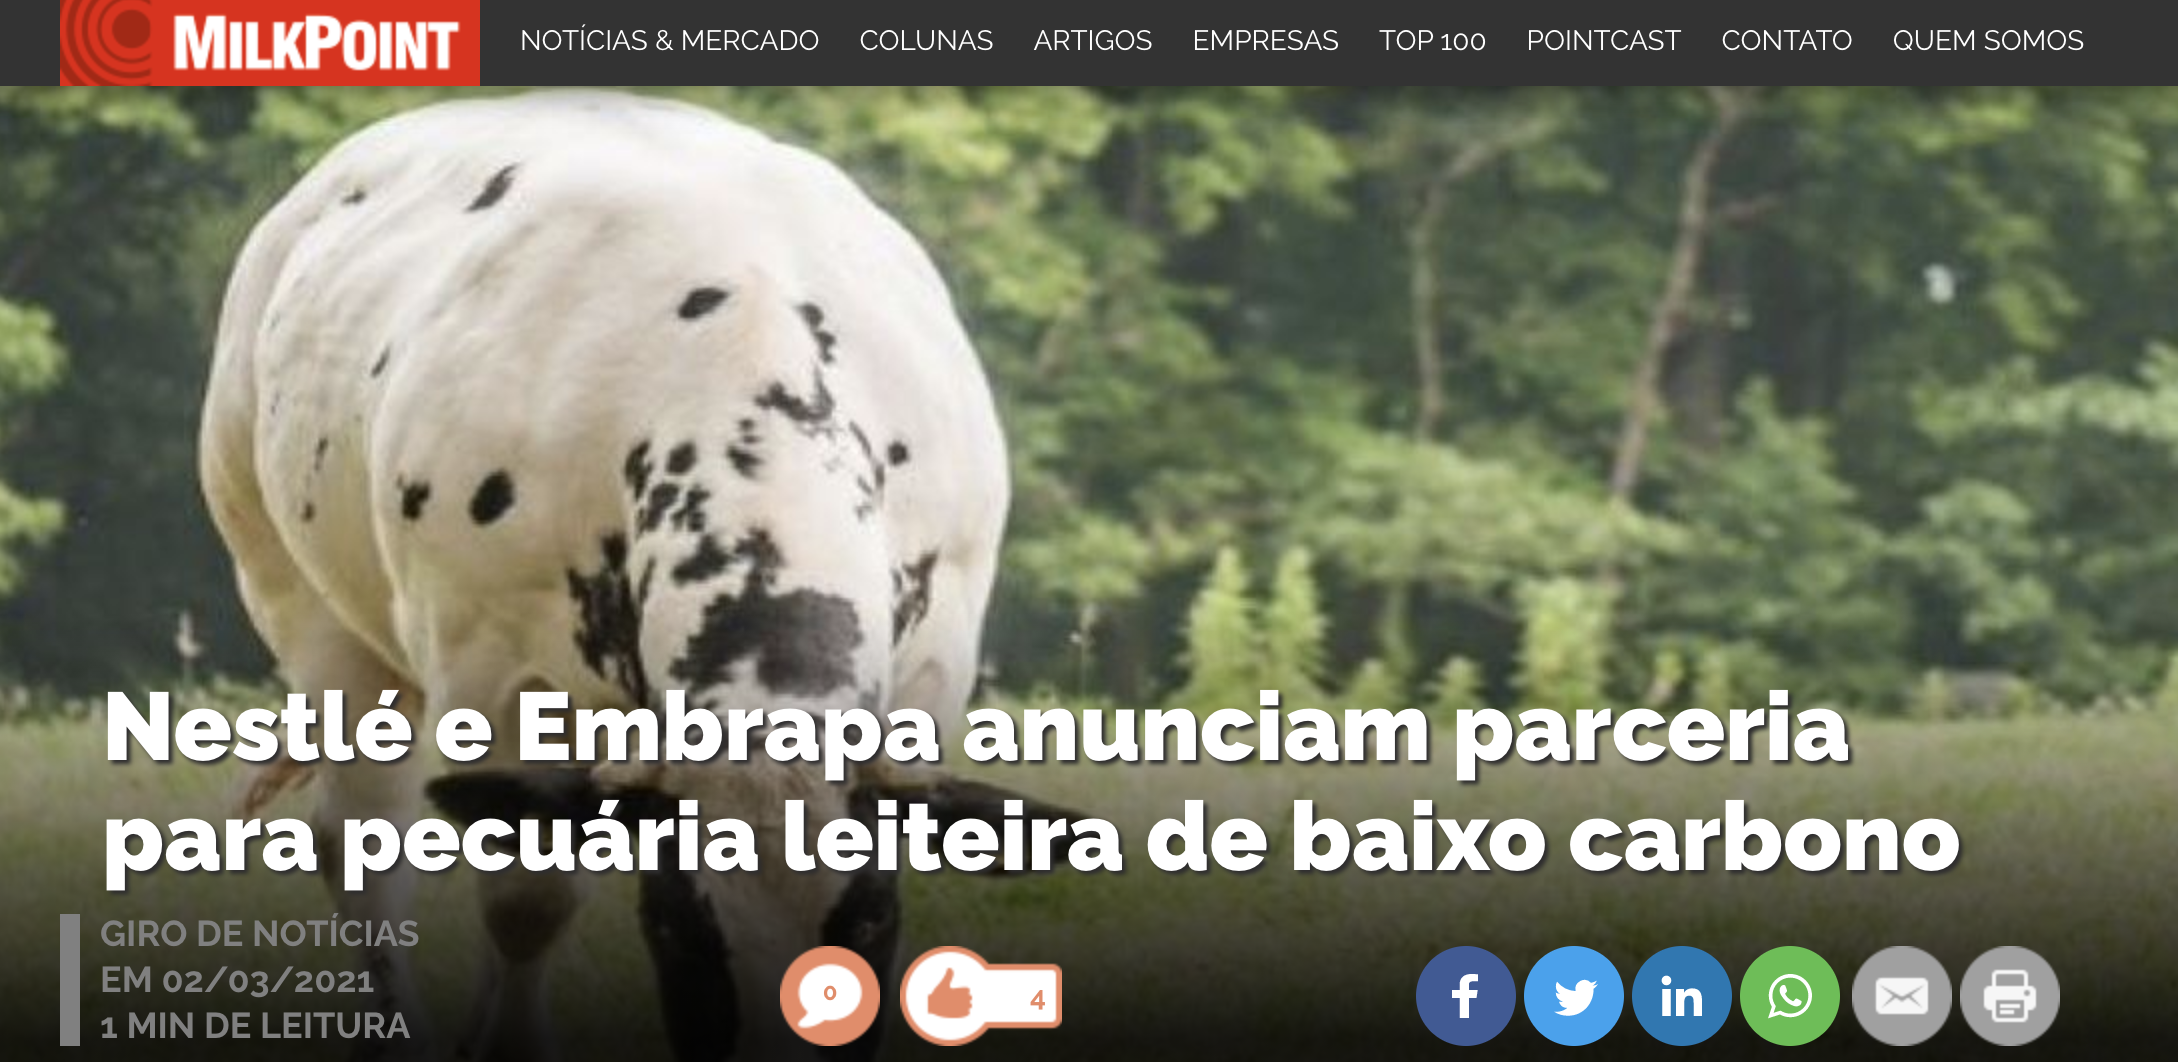 MILKPOINT
NOTÍCIAS & MERCADO COLUNAS ARTIGOS EMPRESAS TOP 100 POINTCAST CONTATO QUEM SOMOS
Nestlé e Embrapa anunciam parceria
para pecuária leiteira de baixo carbono
GIRO DE NOTÍCIAS
EM 02/03/2021
1 MIN DE LEITURA
0
4